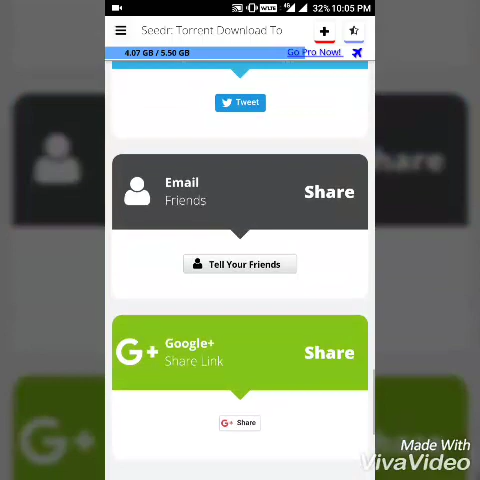 4G
32% 10:05 PM
Seedr: Torrent Download To
4.07 GB / 5.50 GB
Go Pro Now!
Tweet
Email
Friends
Share
Tell Your Friends
Google+
Share Link
Share
G+ Share
Made With
VivaVideo